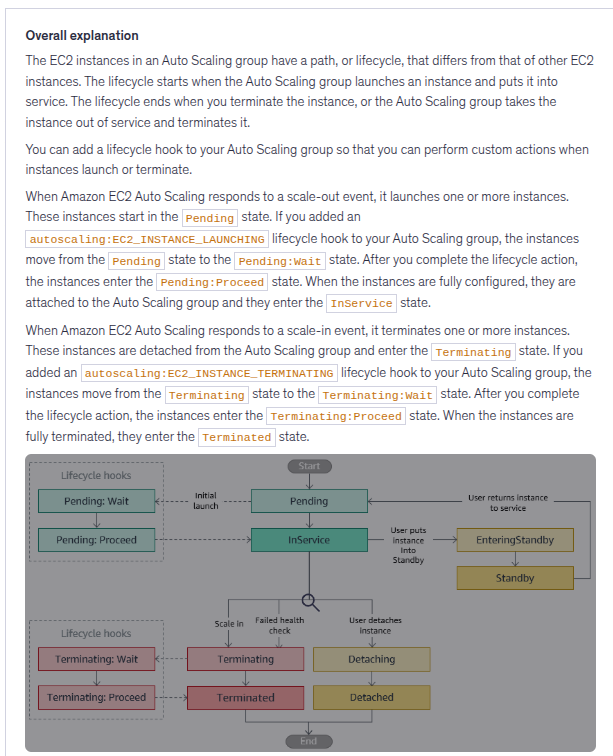 Overall explanation
The EC2 instances in an Auto Scaling group have a path, or lifecycle, that differs from that of other EC2
instances. The lifecycle starts when the Auto Scaling group launches an instance and puts it into
service. The lifecycle ends when you terminate the instance, or the Auto Scaling group takes the
instance out of service and terminates it.
You can add a lifecycle hook to your Auto Scaling group so that you can perform custom actions when
instances launch or terminate.
When Amazon EC2 Auto Scaling responds to a scale-out event, it launches one or more instances.
These instances start in the Pending state. If you added an
autoscaling:EC2_INSTANCE_LAUNCHING lifecycle hook to your Auto Scaling group, the instances
move from the Pending state to the Pending:Wait state. After you complete the lifecycle action,
the instances enter the Pending:Proceed state. When the instances are fully configured, they are
attached to the Auto Scaling group and they enter the InService state.
When Amazon EC2 Auto Scaling responds to a scale-in event, it terminates one or more instances.
These instances are detached from the Auto Scaling group and enter the Terminating state. If you
added an autoscaling:EC2_INSTANCE_TERMINATING lifecycle hook to your Auto Scaling group, the
instances move from the Terminating state to the Terminating:Wait state. After you complete
the lifecycle action, the instances enter the Terminating:Proceed state. When the instances are
fully terminated, they enter the Terminated state.
Start
Lifecycle hooks
Pending: Wait
Initial
launch
Pending
User returns instance
to service
Pending: Proceed
InService
User puts
instance
into
Standby
EnteringStandby
Standby
Scale in
Failed health
check
User detaches
instance
Lifecycle hooks
Terminating: Wait
Terminating
Detaching
Terminating: Proceed
Terminated
Detached
End